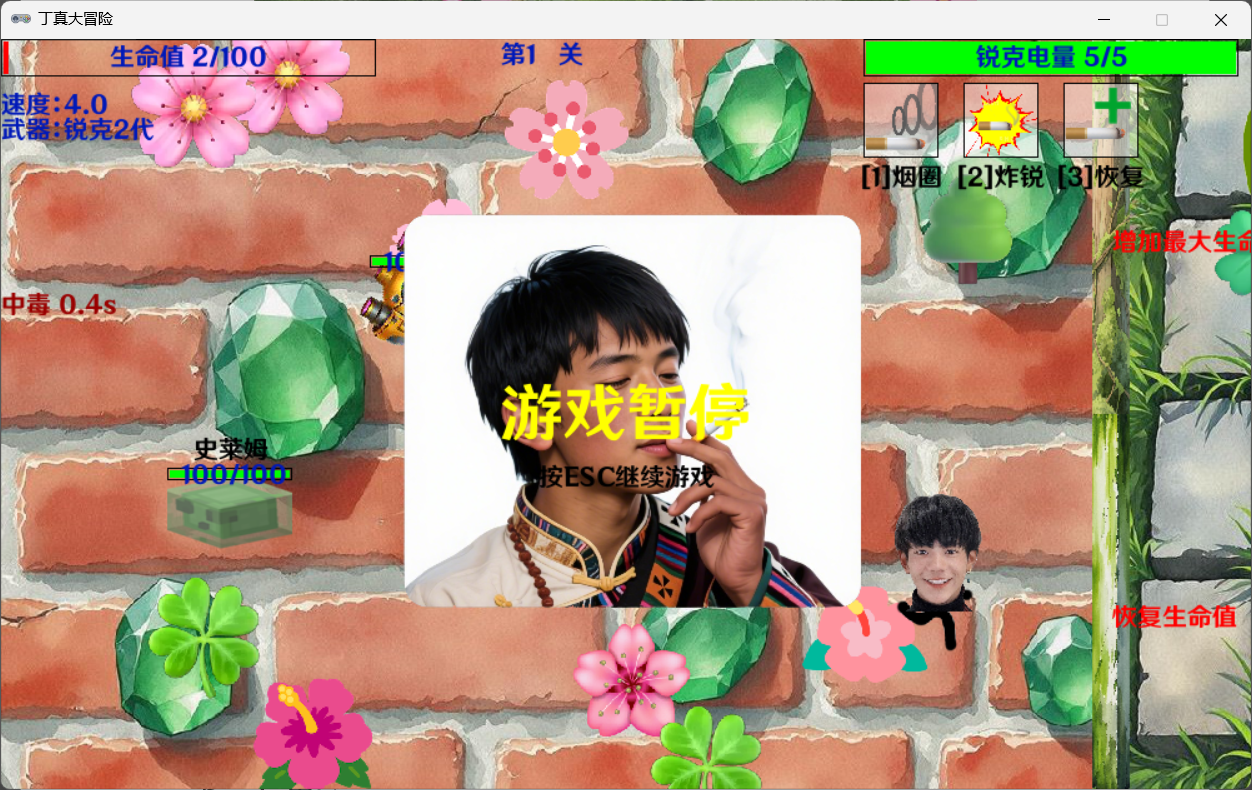 丁真大冒险
生命值 2/100
第1 关
锐克电量 5/5
速度:4.0
武器:锐克2代
[1]烟圈 [2]炸锐 [3]恢复
增加最大生命
中毒 0.4s
游戏暂停
按ESC继续游戏
史莱姆
100/100
恢复生命值